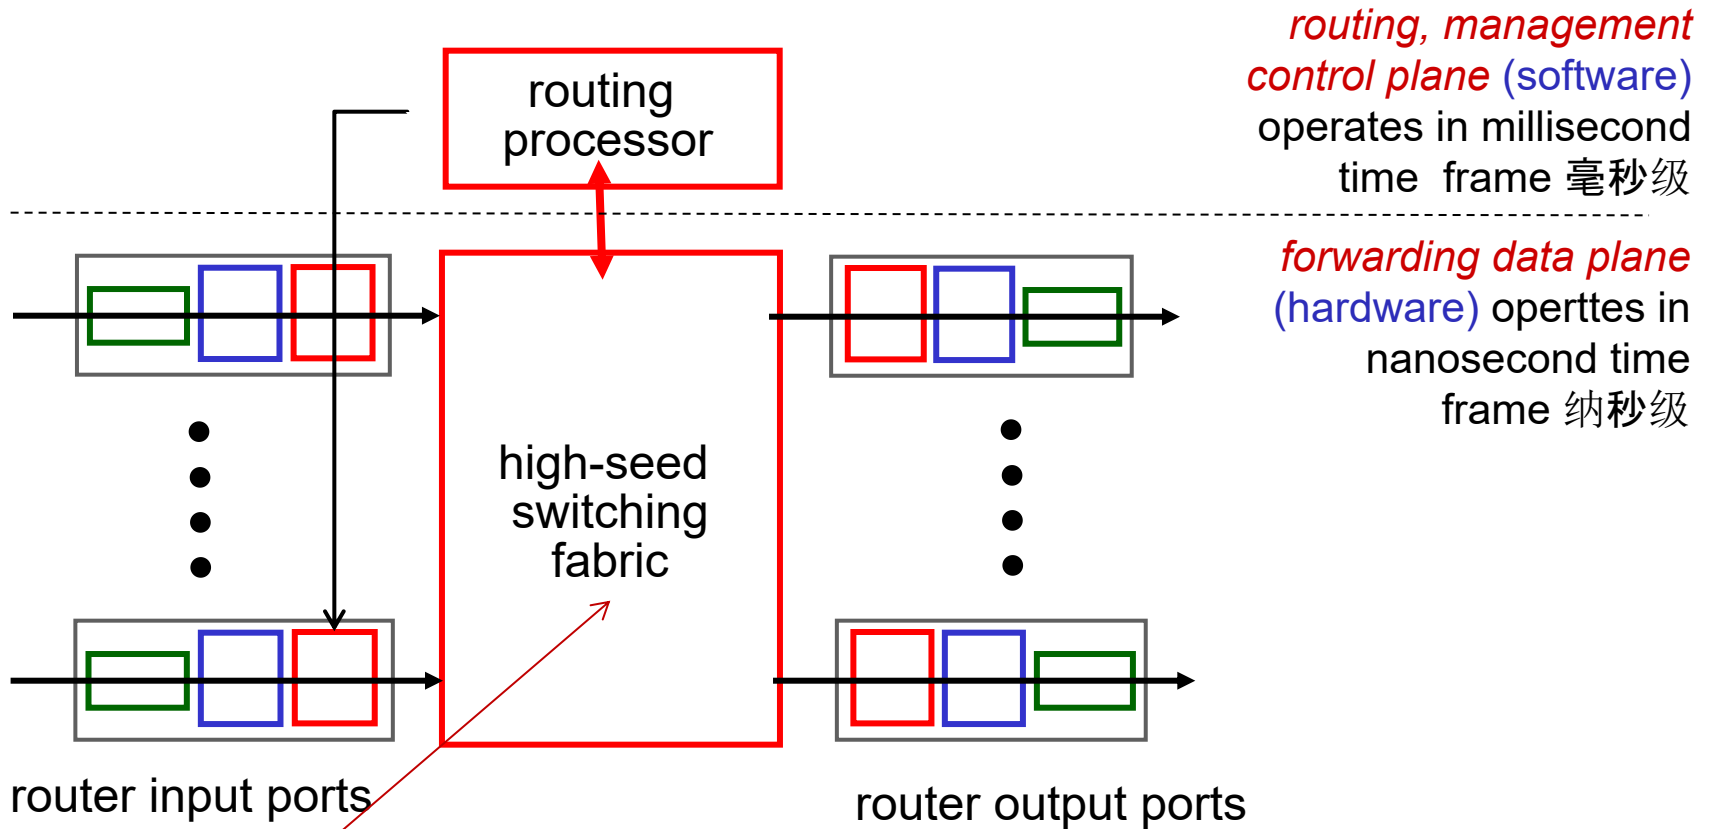 routing, management
control plane (software)
operates in millisecond
time frame 毫秒级
routing
processor
forwarding data plane
(hardware) operttes in
nanosecond time
frame 纳秒级
high-seed
switching
fabric
router input ports
router output ports